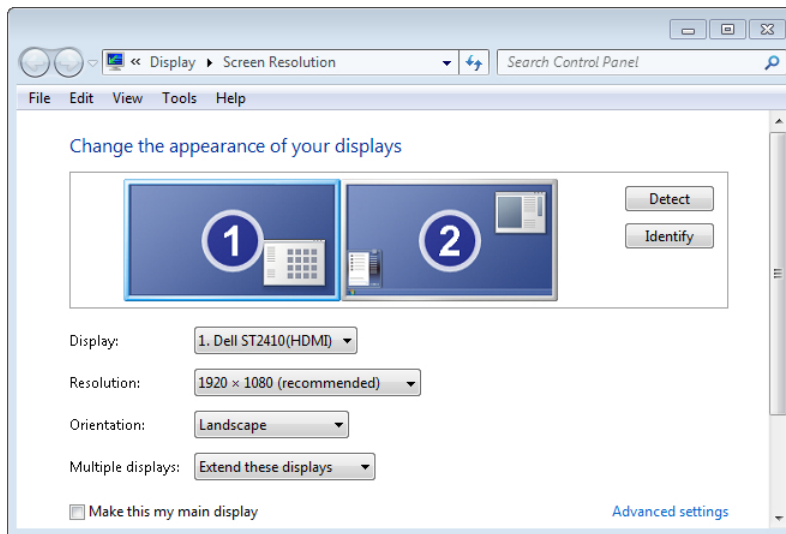 « Display ▸ Screen Resolution Search Control Panel
File Edit View Tools Help
Change the appearance of your displays
1 2
Detect
Identify
Display: 1. Dell ST2410(HDMI)
Resolution: 1920 × 1080 (recommended)
Orientation: Landscape
Multiple displays: Extend these displays
Make this my main display Advanced settings